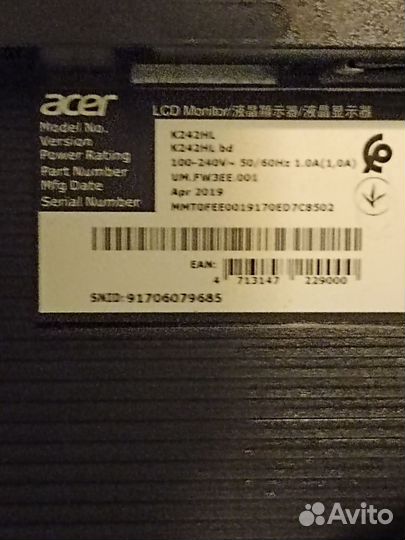 acer
LCD Monitor/液晶顯示器/液晶显示器
Model No. K242HL
Version K242HL bd
Power Rating 100-240V~ 50/60Hz 1.0A(1,0A)
Part Number UM.FW3EE.001
Mfg Date Apr 2019
Serial Number MMT0FEE0019170ED7C8502
EAN:
4 713147 229000
SNID:91706079685
Avito